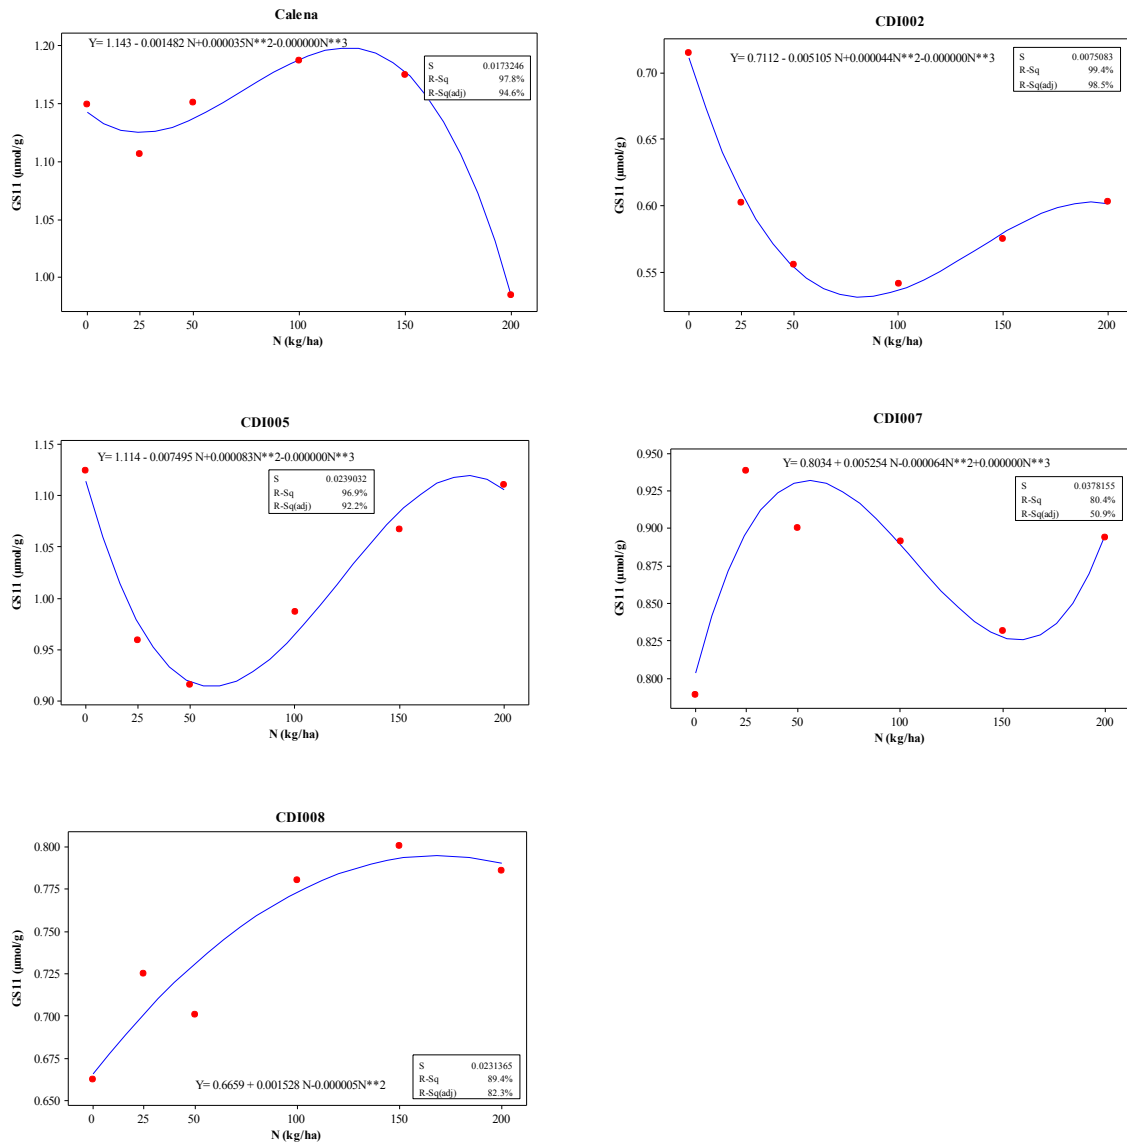 Calena
Y= 1.143 - 0.001482 N+0.000035N**2-0.000000N**3
S 0.0173246
R-Sq 97.8%
R-Sq(adj) 94.6%
1.20
1.15
1.10
1.05
1.00
GS11 (µmol/g)
0 25 50 100 150 200
N (kg/ha)
CDI002
Y= 0.7112 - 0.005105 N+0.000044N**2-0.000000N**3
S 0.0075083
R-Sq 99.4%
R-Sq(adj) 98.5%
0.70
0.60
0.55
GS11 (µmol/g)
0 25 50 100 150 200
N (kg/ha)
CDI005
Y= 1.114 - 0.007495 N+0.000083N**2-0.000000N**3
S 0.0239032
R-Sq 96.9%
R-Sq(adj) 92.2%
1.15
1.10
1.05
1.00
0.95
0.90
GS11 (µmol/g)
0 25 50 100 150 200
N (kg/ha)
CDI007
Y= 0.8034 + 0.005254 N-0.000064N**2+0.000000N**3
S 0.0378155
R-Sq 80.4%
R-Sq(adj) 50.9%
0.950
0.925
0.900
0.875
0.850
0.825
0.800
GS11 (µmol/g)
0 25 50 100 150 200
N (kg/ha)
CDI008
0.800
0.775
0.750
0.725
0.700
0.675
0.650
GS11 (µmol/g)
S 0.0231365
R-Sq 89.4%
R-Sq(adj) 82.3%
Y= 0.6659 + 0.001528 N-0.000005N**2
0 25 50 100 150 200
N (kg/ha)